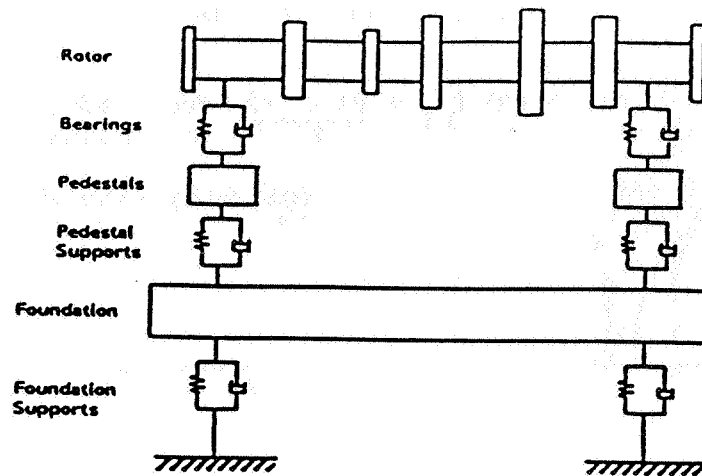 Rotor
Bearings
Pedestals
Pedestal
Supports
Foundation
Foundation
Supports